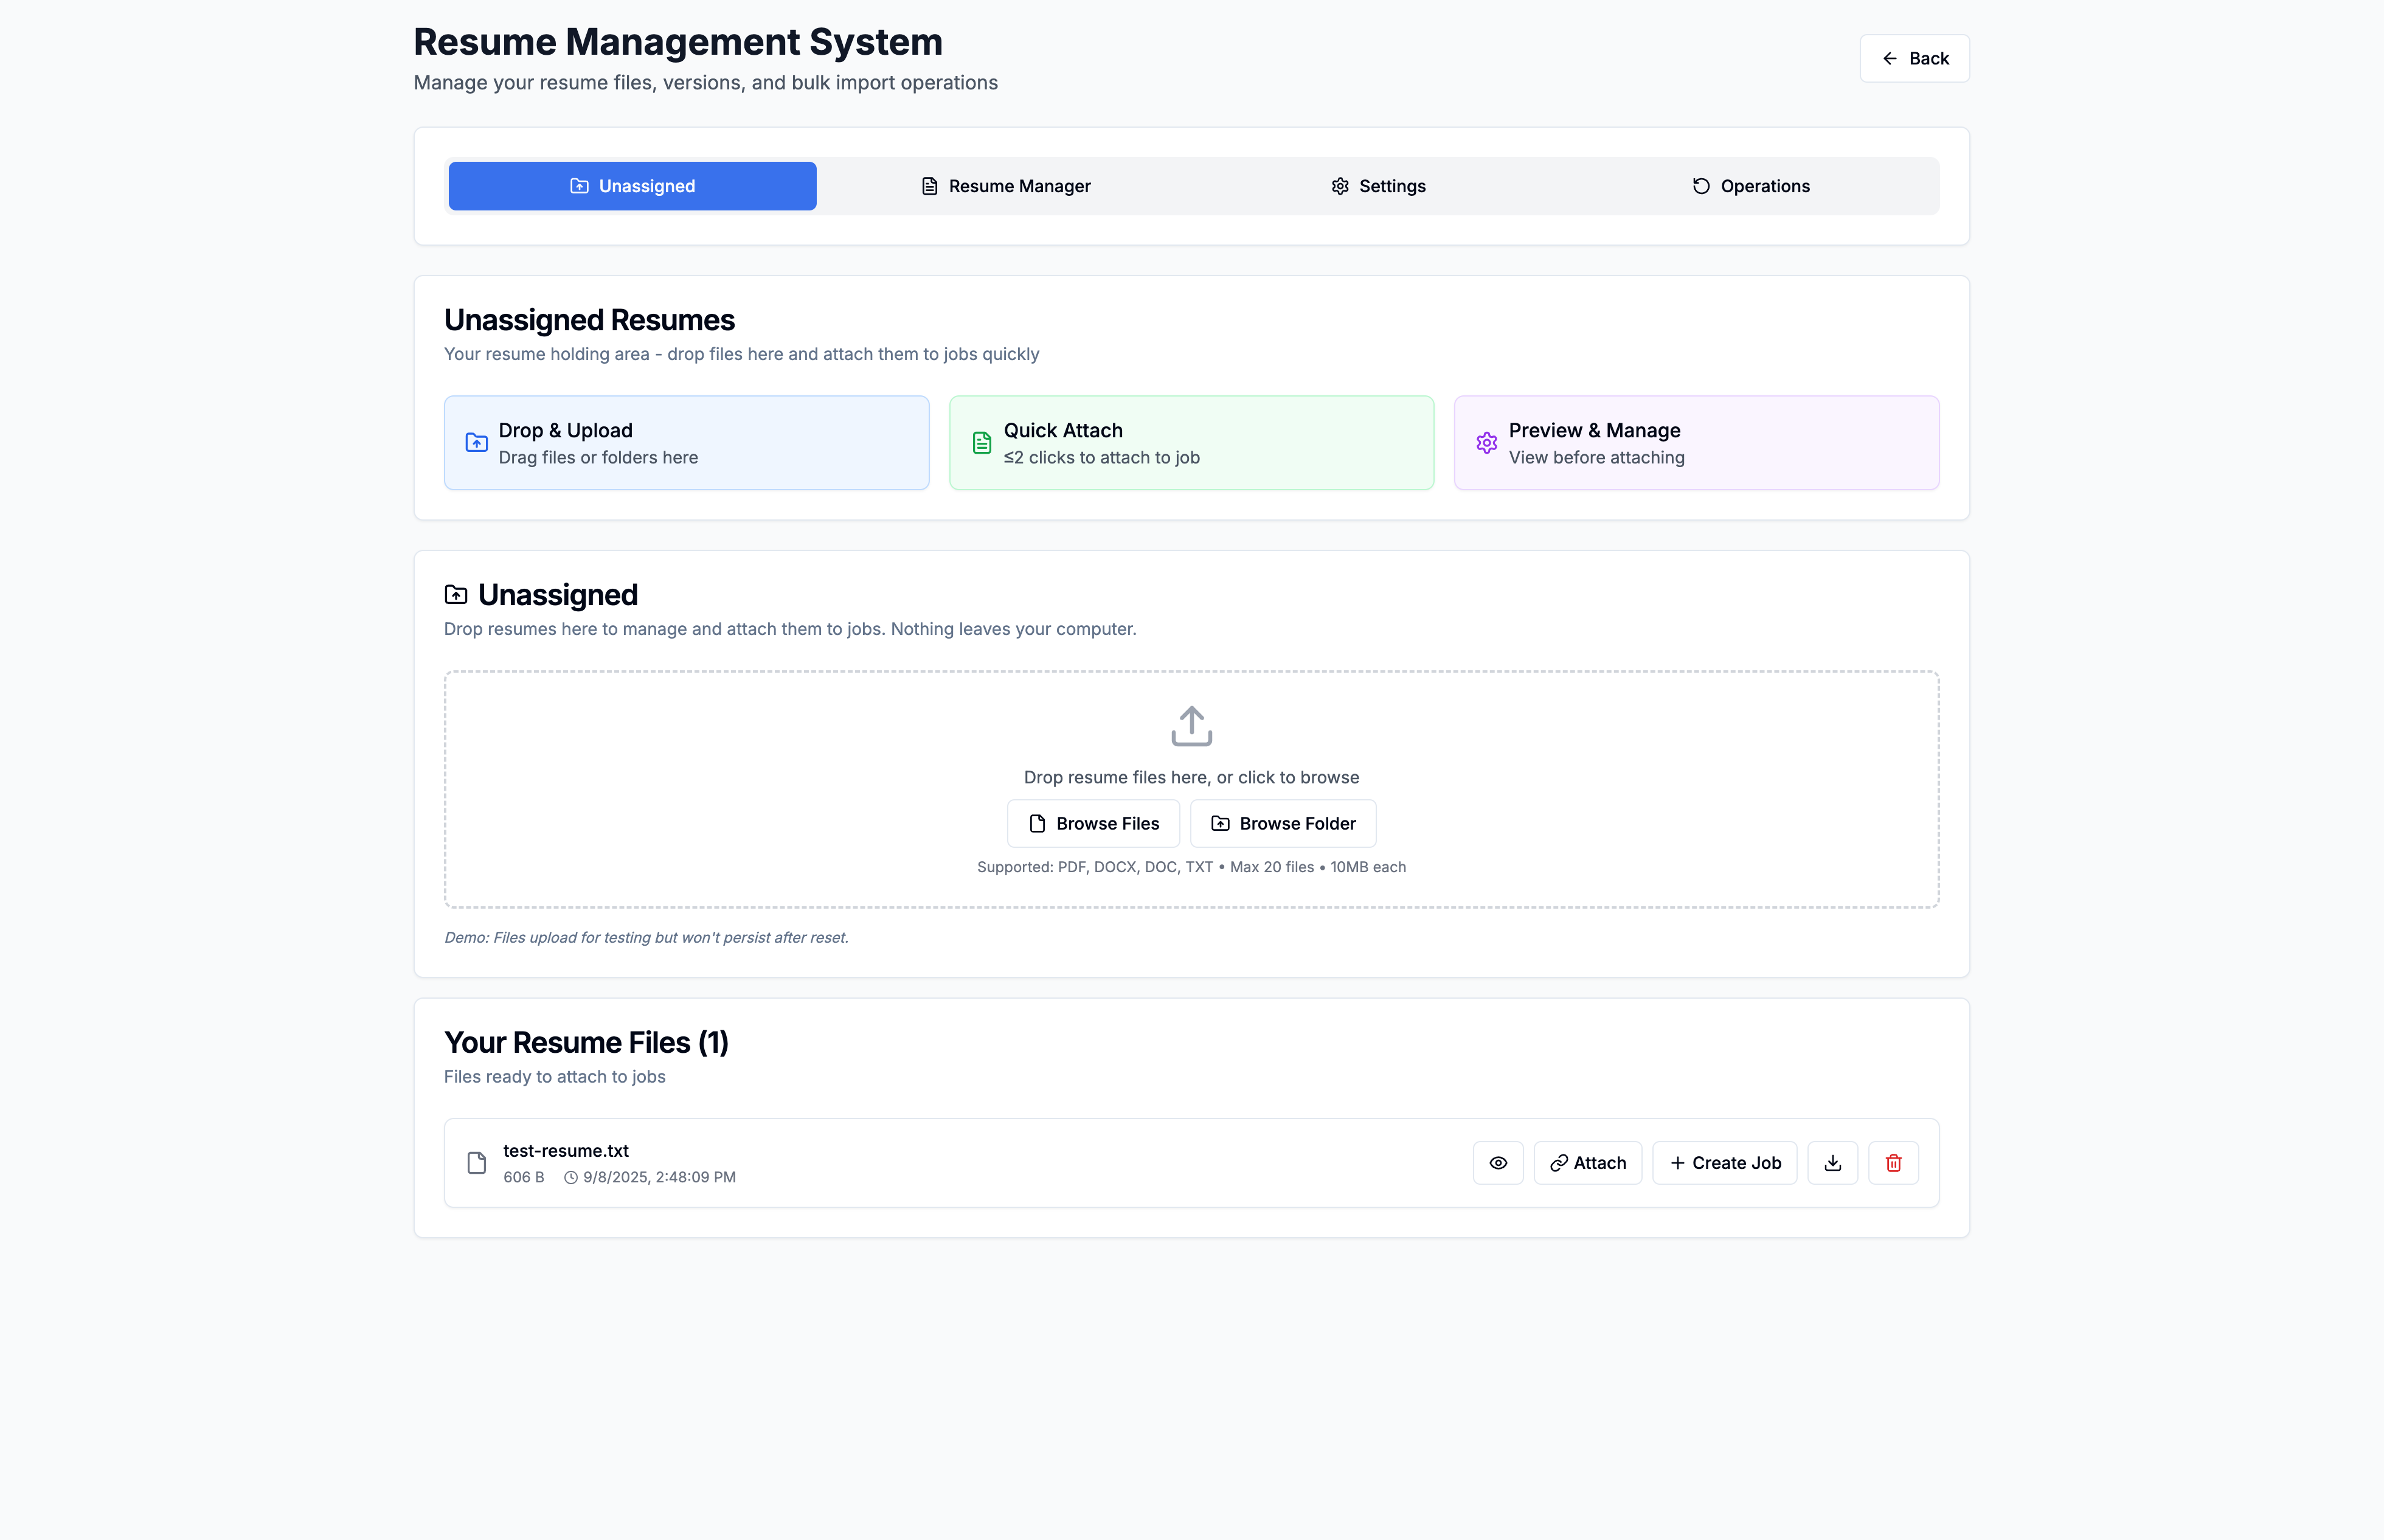 Resume Management System
Manage your resume files, versions, and bulk import operations
Back
Unassigned
Resume Manager
Settings
Operations
Unassigned Resumes
Your resume holding area - drop files here and attach them to jobs quickly
Drop & Upload
Drag files or folders here
Quick Attach
≤2 clicks to attach to job
Preview & Manage
View before attaching
Unassigned
Drop resumes here to manage and attach them to jobs. Nothing leaves your computer.
Drop resume files here, or click to browse
Browse Files
Browse Folder
Supported: PDF, DOCX, DOC, TXT • Max 20 files • 10MB each
Demo: Files upload for testing but won't persist after reset.
Your Resume Files (1)
Files ready to attach to jobs
test-resume.txt
606 B 9/8/2025, 2:48:09 PM
Attach
Create Job